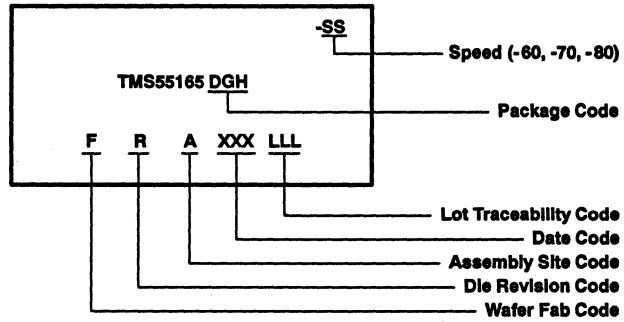 -SS
Speed (-60, -70, -80)
TMS55165 DGH
Package Code
F R A XXX LLL
Lot Traceability Code
Date Code
Assembly Site Code
Die Revision Code
Wafer Fab Code